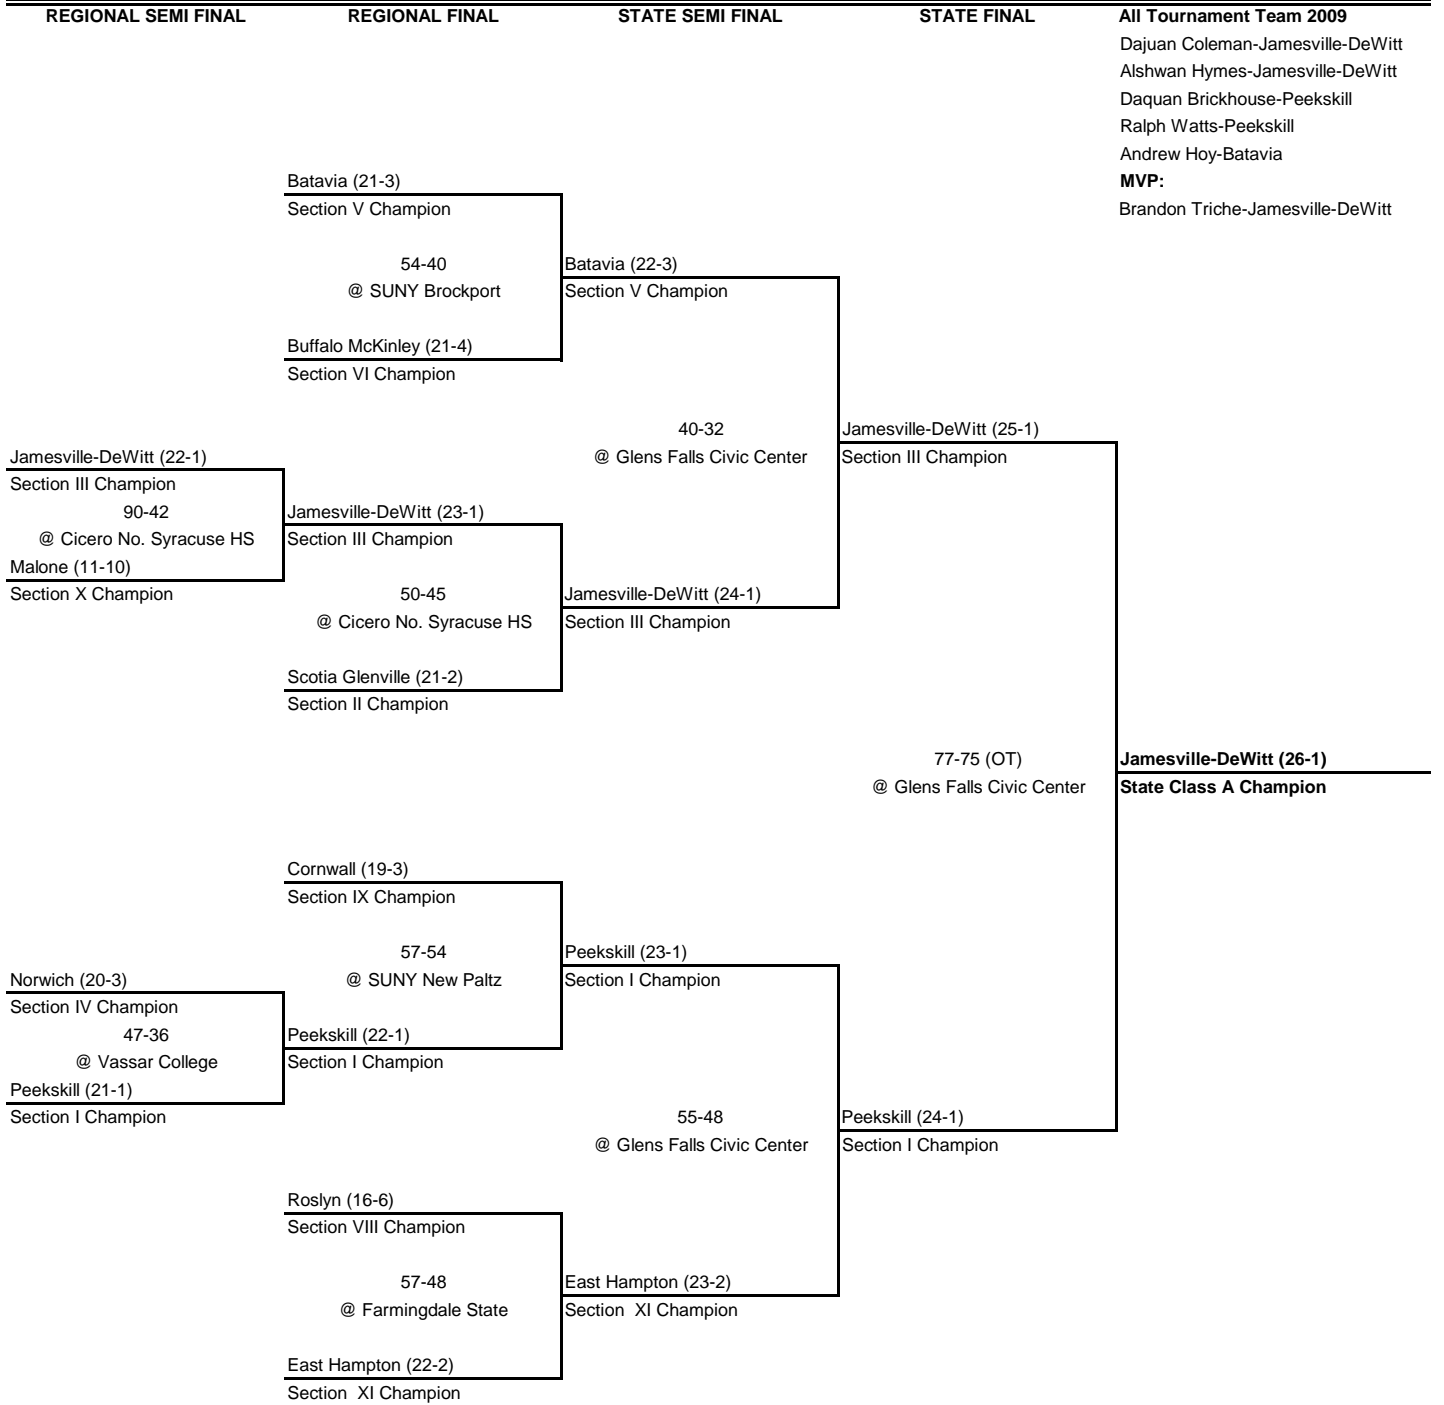 REGIONAL SEMI FINAL
REGIONAL FINAL
STATE SEMI FINAL
STATE FINAL
All Tournament Team 2009
Dajuan Coleman-Jamesville-DeWitt
Alshwan Hymes-Jamesville-DeWitt
Daquan Brickhouse-Peekskill
Ralph Watts-Peekskill
Andrew Hoy-Batavia
MVP:
Brandon Triche-Jamesville-DeWitt
Jamesville-DeWitt (22-1)
Section III Champion
90-42
@ Cicero No. Syracuse HS
Malone (11-10)
Section X Champion
Norwich (20-3)
Section IV Champion
47-36
@ Vassar College
Peekskill (21-1)
Section I Champion
Batavia (21-3)
Section V Champion
54-40
@ SUNY Brockport
Buffalo McKinley (21-4)
Section VI Champion
Jamesville-DeWitt (23-1)
Section III Champion
50-45
@ Cicero No. Syracuse HS
Scotia Glenville (21-2)
Section II Champion
Cornwall (19-3)
Section IX Champion
57-54
@ SUNY New Paltz
Peekskill (22-1)
Section I Champion
Roslyn (16-6)
Section VIII Champion
57-48
@ Farmingdale State
East Hampton (22-2)
Section  XI Champion
Batavia (22-3)
Section V Champion
40-32
@ Glens Falls Civic Center
Jamesville-DeWitt (24-1)
Section III Champion
Peekskill (23-1)
Section I Champion
55-48
@ Glens Falls Civic Center
East Hampton (23-2)
Section  XI Champion
Jamesville-DeWitt (25-1)
Section III Champion
77-75 (OT)
@ Glens Falls Civic Center
Peekskill (24-1)
Section I Champion
Jamesville-DeWitt (26-1)
State Class A Champion